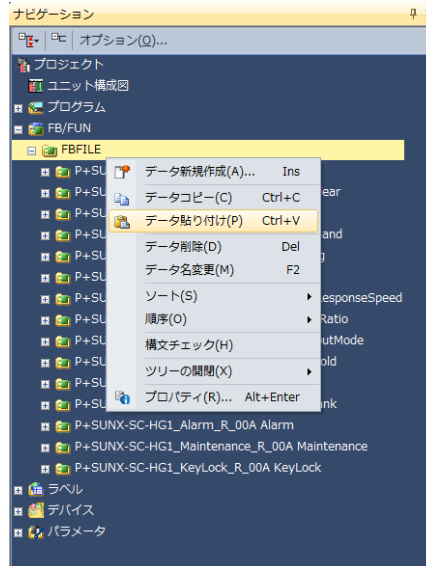 ナビゲーション
オプション(O)...
プロジェクト
ユニット構成図
プログラム
FB/FUN
FBFILE
P+SU
データ新規作成(A)... Ins
P+SU
データコピー(C) Ctrl+C
ear
P+SU
データ貼り付け(P) Ctrl+V
P+SU
and
データ削除(D) Del
P+SU
データ名変更(M) F2
P+SU
P+SU
ソート(S)
esponseSpeed
P+SU
順序(O)
Ratio
P+SU
構文チェック(H)
utMode
P+SU
old
ツリーの開閉(X)
P+SU
P+SU
プロパティ(R)... Alt+Enter
nk
P+SUNX-SC-HG1_Alarm_R_00A Alarm
P+SUNX-SC-HG1_Maintenance_R_00A Maintenance
P+SUNX-SC-HG1_KeyLock_R_00A KeyLock
ラベル
デバイス
パラメータ